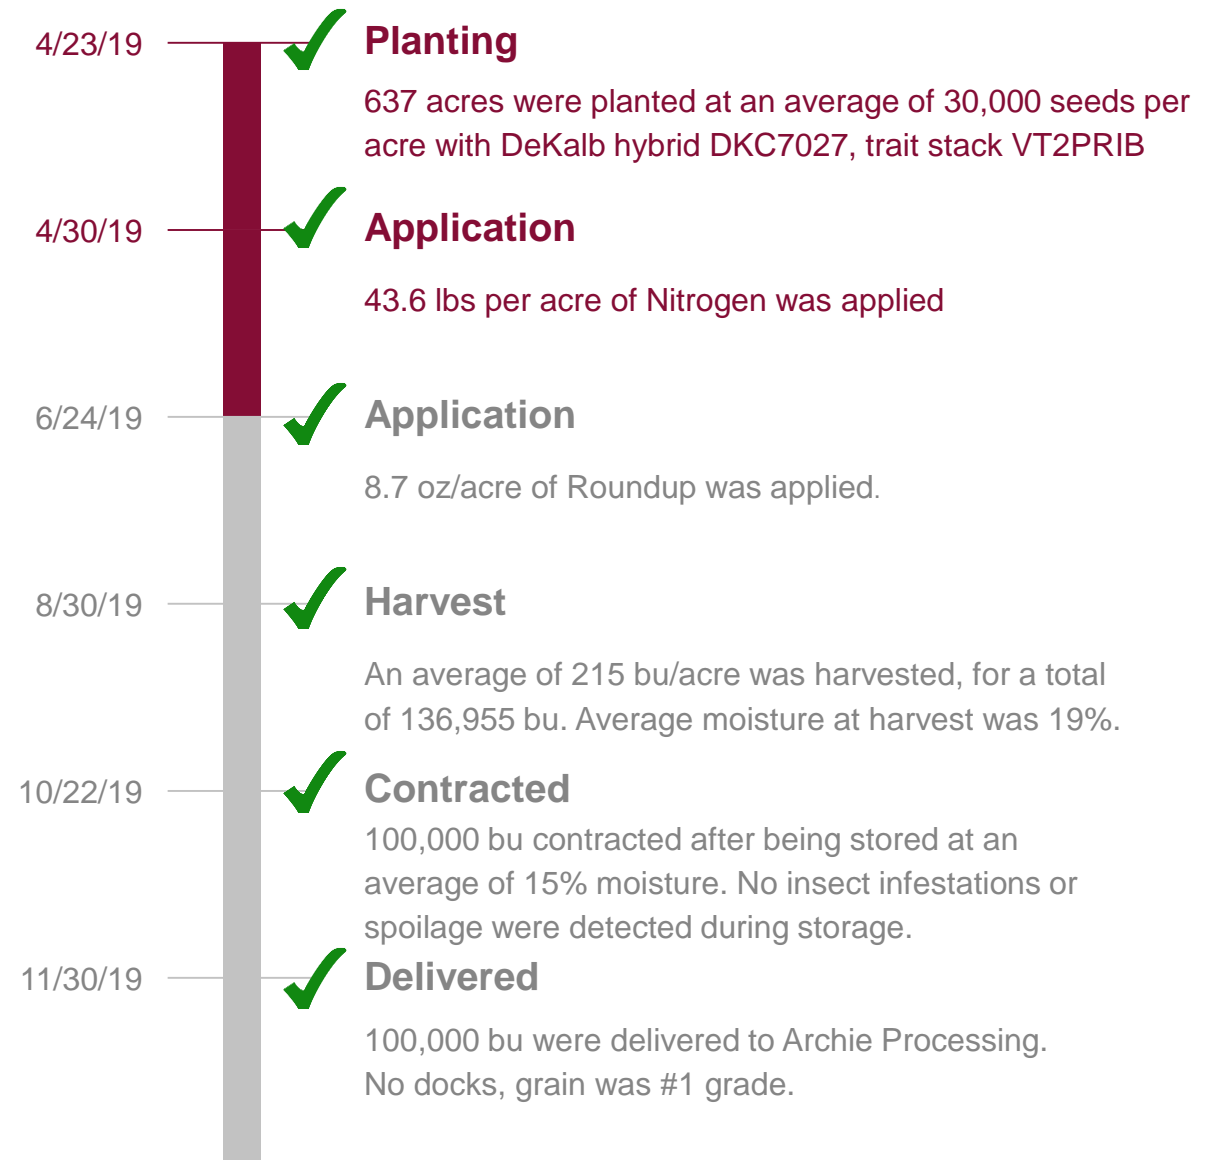 4/23/19
Planting
637 acres were planted at an average of 30,000 seeds per
acre with DeKalb hybrid DKC7027, trait stack VT2PRIB
4/30/19
Application
43.6 lbs per acre of Nitrogen was applied
6/24/19
Application
8.7 oz/acre of Roundup was applied.
8/30/19
Harvest
An average of 215 bu/acre was harvested, for a total
of 136,955 bu. Average moisture at harvest was 19%.
10/22/19
Contracted
100,000 bu contracted after being stored at an
average of 15% moisture. No insect infestations or
spoilage were detected during storage.
11/30/19
Delivered
100,000 bu were delivered to Archie Processing.
No docks, grain was #1 grade.